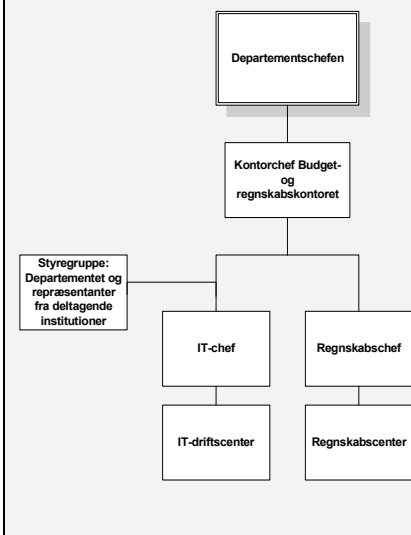 Departementschefen
Kontorchef Budget-
og
regnskabskontoret
Styregruppe:
Departementet og
repræsentanter
fra deltagende
institutioner
IT-chef
Regnskabschef
IT-driftscenter
Regnskabscenter